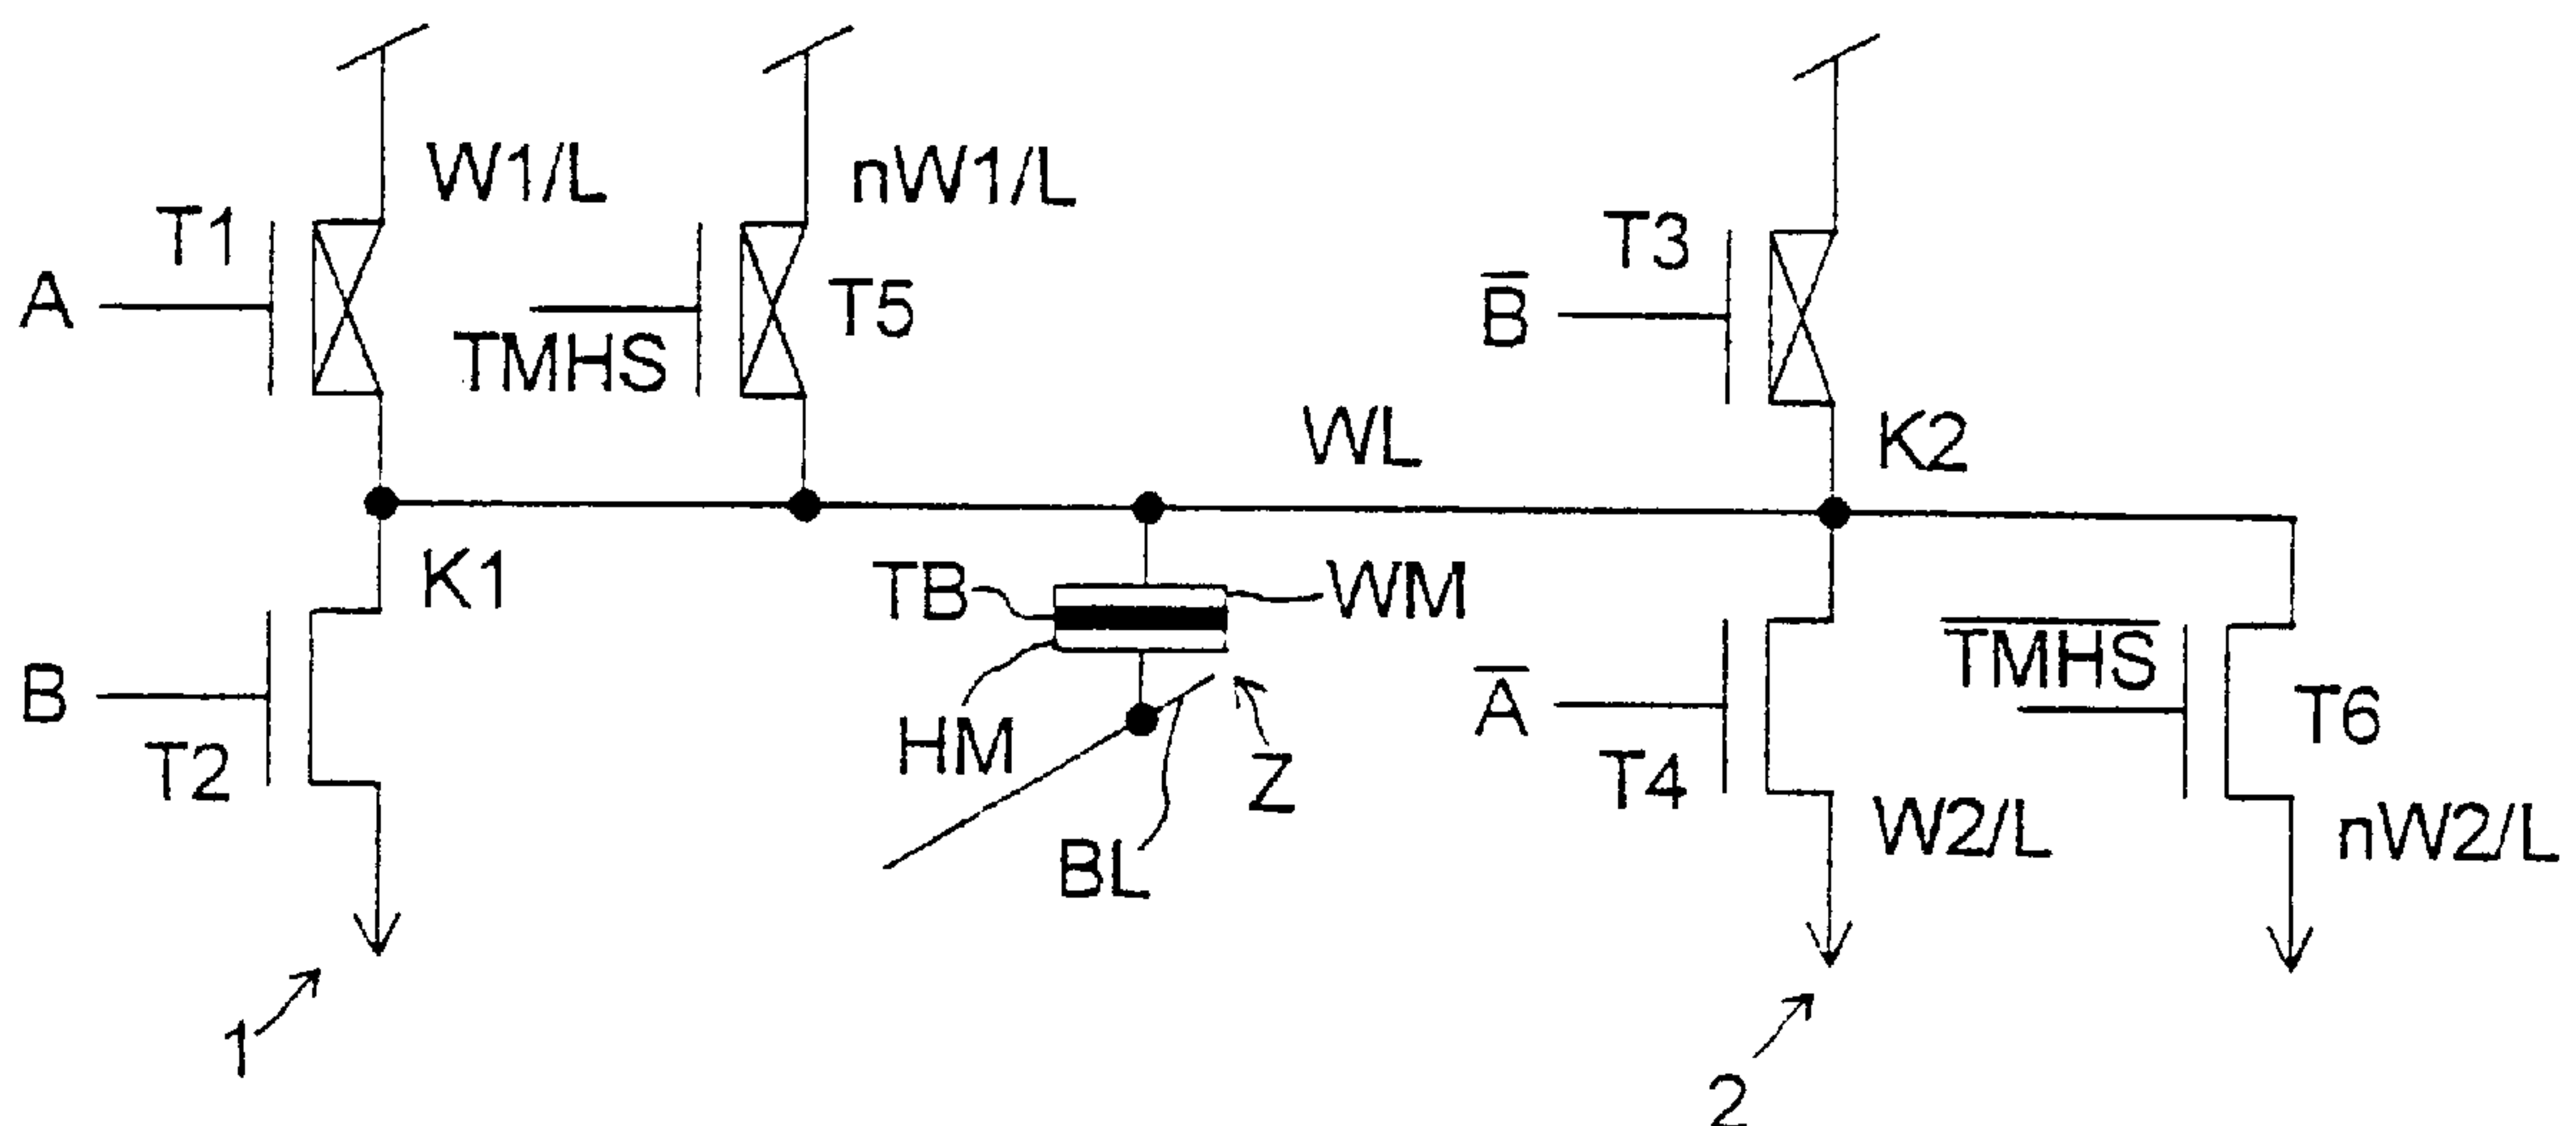 W1/L
nW1/L
T1
T3
A
T5
B̅
TMHS
WL
K2
K1
TB
WM
T̅M̅H̅S̅
B
A̅
T6
HM
T2
Z
T4
W2/L
nW2/L
BL
1
2